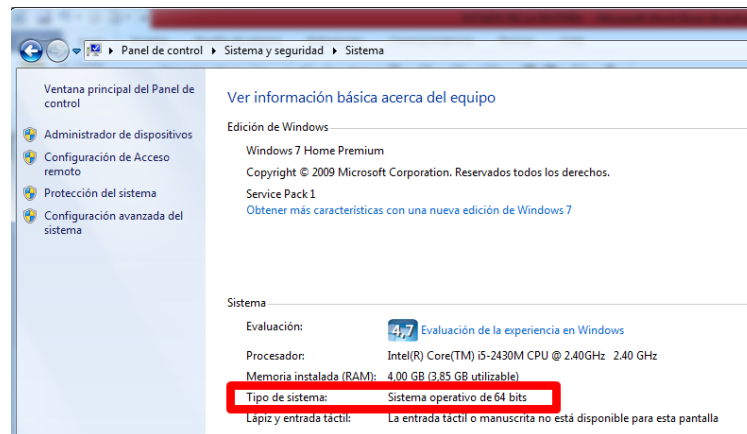 Panel de control ▸ Sistema y seguridad ▸ Sistema
Ventana principal del Panel de
control
Administrador de dispositivos
Configuración de Acceso
remoto
Protección del sistema
Configuración avanzada del
sistema
Ver información básica acerca del equipo
Edición de Windows
Windows 7 Home Premium
Copyright © 2009 Microsoft Corporation. Reservados todos los derechos.
Service Pack 1
Obtener más características con una nueva edición de Windows 7
Sistema
Evaluación: 4,7 Evaluación de la experiencia en Windows
Procesador: Intel(R) Core(TM) i5-2430M CPU @ 2.40GHz 2.40 GHz
Memoria instalada (RAM): 4,00 GB (3,85 GB utilizable)
Tipo de sistema: Sistema operativo de 64 bits
Lápiz y entrada táctil: La entrada táctil o manuscrita no está disponible para esta pantalla